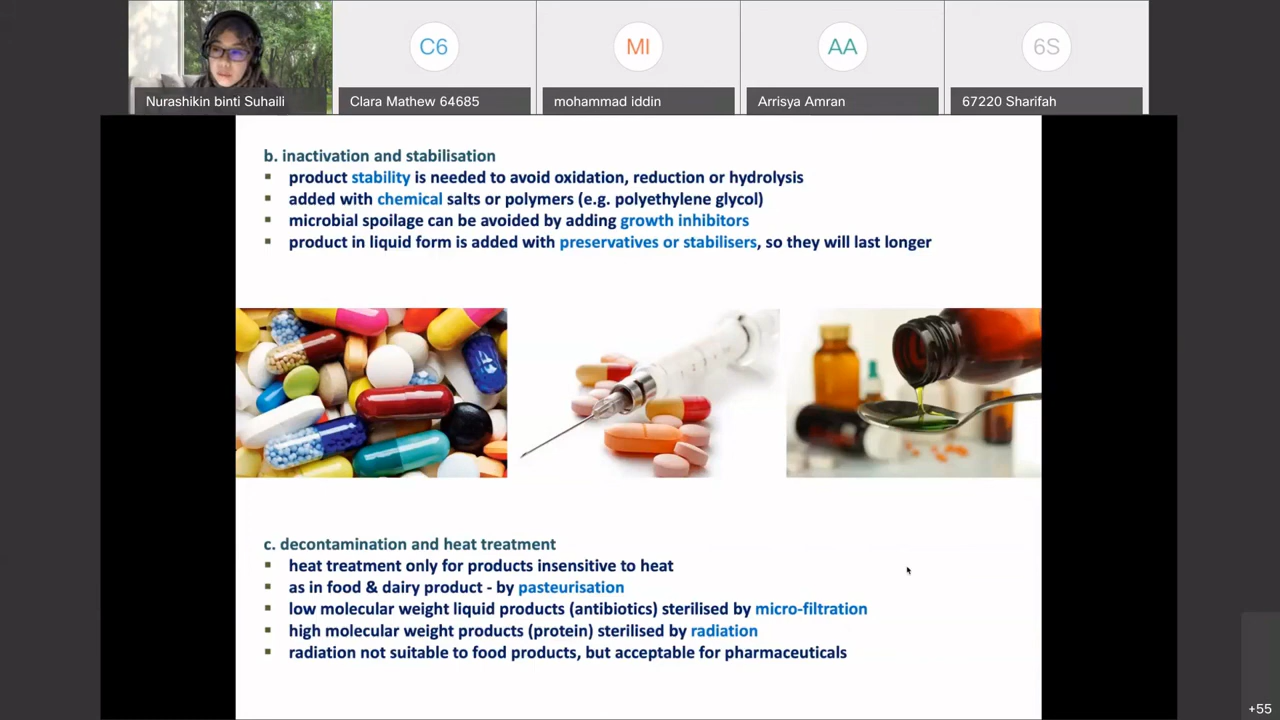 C6
MI
AA
6S
Nurashikin binti Suhaili
Clara Mathew 64685
mohammad iddin
Arrisya Amran
67220 Sharifah
b. inactivation and stabilisation
▪ product stability is needed to avoid oxidation, reduction or hydrolysis
▪ added with chemical salts or polymers (e.g. polyethylene glycol)
▪ microbial spoilage can be avoided by adding growth inhibitors
▪ product in liquid form is added with preservatives or stabilisers, so they will last longer
c. decontamination and heat treatment
▪ heat treatment only for products insensitive to heat
▪ as in food & dairy product - by pasteurisation
▪ low molecular weight liquid products (antibiotics) sterilised by micro-filtration
▪ high molecular weight products (protein) sterilised by radiation
▪ radiation not suitable to food products, but acceptable for pharmaceuticals
+55